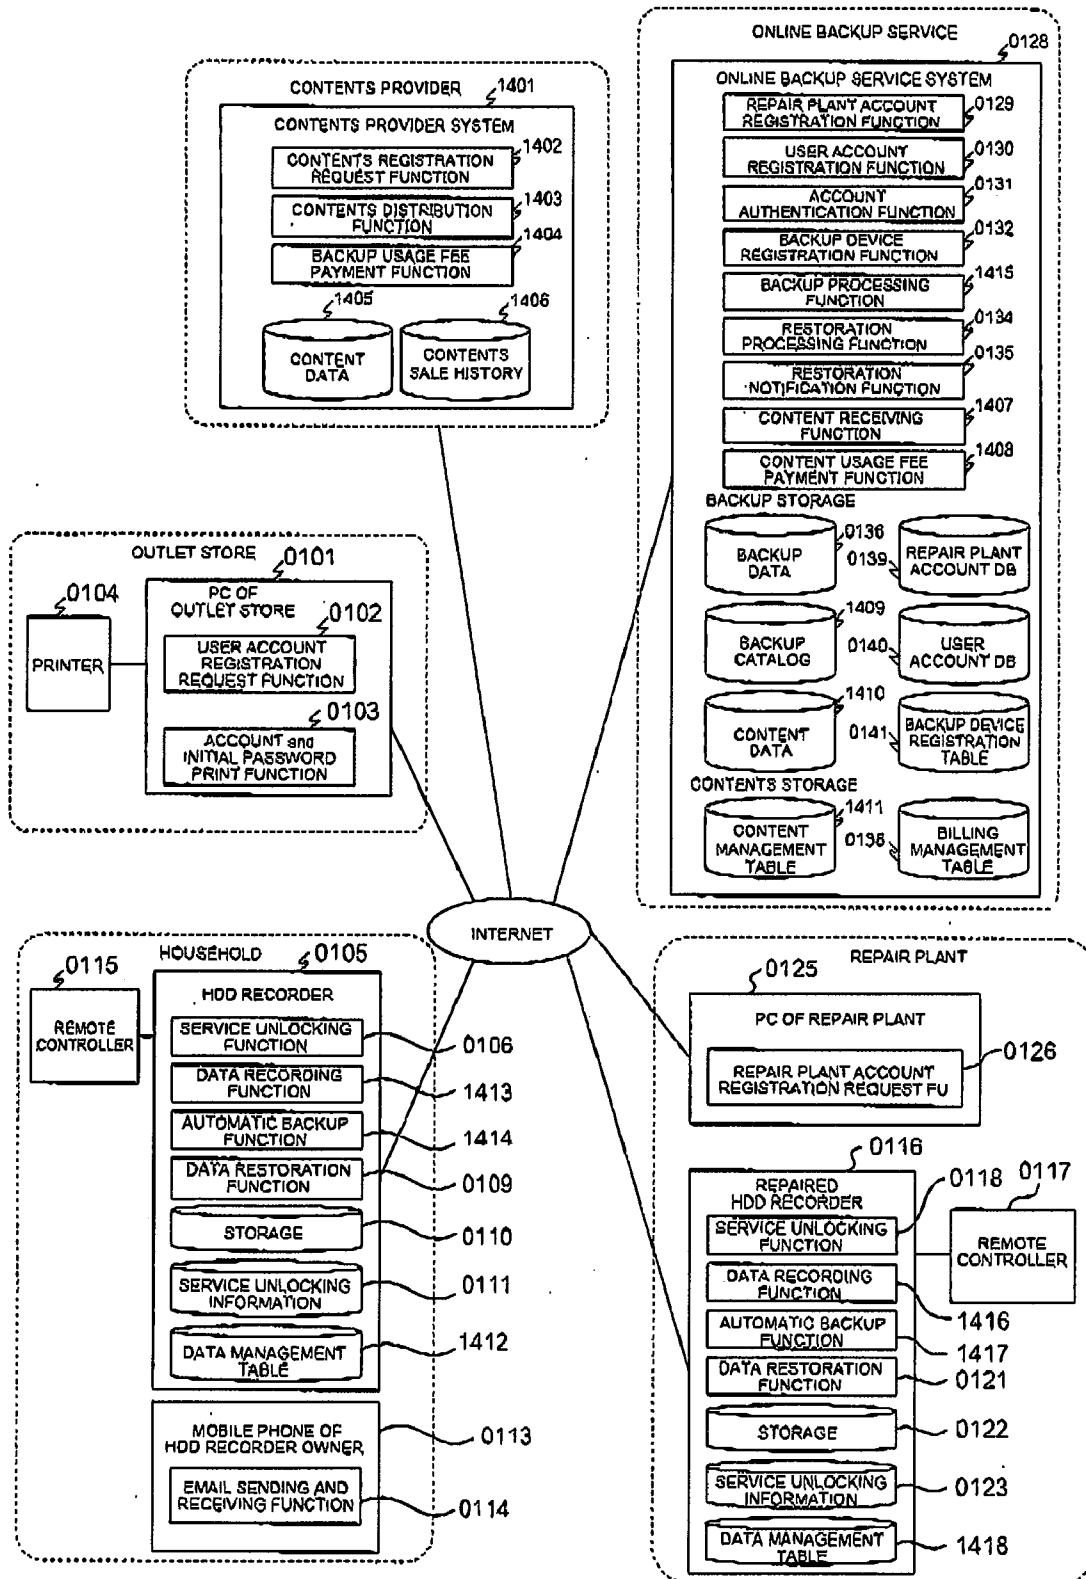 CONTENTS PROVIDER
1401
CONTENTS PROVIDER SYSTEM
1402
CONTENTS REGISTRATION
REQUEST FUNCTION
1403
CONTENTS DISTRIBUTION
FUNCTION
1404
BACKUP USAGE FEE
PAYMENT FUNCTION
1405
1406
CONTENT
DATA
CONTENTS
SALE HISTORY
ONLINE BACKUP SERVICE
0128
ONLINE BACKUP SERVICE SYSTEM
REPAIR PLANT ACCOUNT
REGISTRATION FUNCTION
0129
USER ACCOUNT
REGISTRATION FUNCTION
0130
ACCOUNT
AUTHENTICATION FUNCTION
0131
BACKUP DEVICE
REGISTRATION FUNCTION
0132
BACKUP PROCESSING
FUNCTION
1415
RESTORATION
PROCESSING FUNCTION
0134
RESTORATION
NOTIFICATION FUNCTION
0135
CONTENT RECEIVING
FUNCTION
1407
CONTENT USAGE FEE
PAYMENT FUNCTION
1408
BACKUP STORAGE
BACKUP
DATA
0136
0139
REPAIR PLANT
ACCOUNT DB
BACKUP
CATALOG
1409
0140
USER
ACCOUNT DB
CONTENT
DATA
1410
0141
BACKUP DEVICE
REGISTRATION
TABLE
CONTENTS STORAGE
CONTENT
MANAGEMENT
TABLE
1411
0138
BILLING
MANAGEMENT
TABLE
OUTLET STORE
0101
0104
PRINTER
PC OF
OUTLET STORE
0102
USER ACCOUNT
REGISTRATION
REQUEST FUNCTION
0103
ACCOUNT and
INITIAL PASSWORD
PRINT FUNCTION
INTERNET
HOUSEHOLD
0105
0115
REMOTE
CONTROLLER
HDD RECORDER
SERVICE UNLOCKING
FUNCTION
0106
DATA RECORDING
FUNCTION
1413
AUTOMATIC BACKUP
FUNCTION
1414
DATA RESTORATION
FUNCTION
0109
STORAGE
0110
SERVICE UNLOCKING
INFORMATION
0111
DATA MANAGEMENT
TABLE
1412
MOBILE PHONE OF
HDD RECORDER OWNER
0113
EMAIL SENDING AND
RECEIVING FUNCTION
0114
REPAIR PLANT
0125
PC OF REPAIR PLANT
0126
REPAIR PLANT ACCOUNT
REGISTRATION REQUEST FU
0116
REPAIRED
HDD RECORDER
0118
0117
SERVICE UNLOCKING
FUNCTION
REMOTE
CONTROLLER
DATA RECORDING
FUNCTION
1416
AUTOMATIC BACKUP
FUNCTION
1417
DATA RESTORATION
FUNCTION
0121
STORAGE
0122
SERVICE UNLOCKING
INFORMATION
0123
DATA MANAGEMENT
TABLE
1418